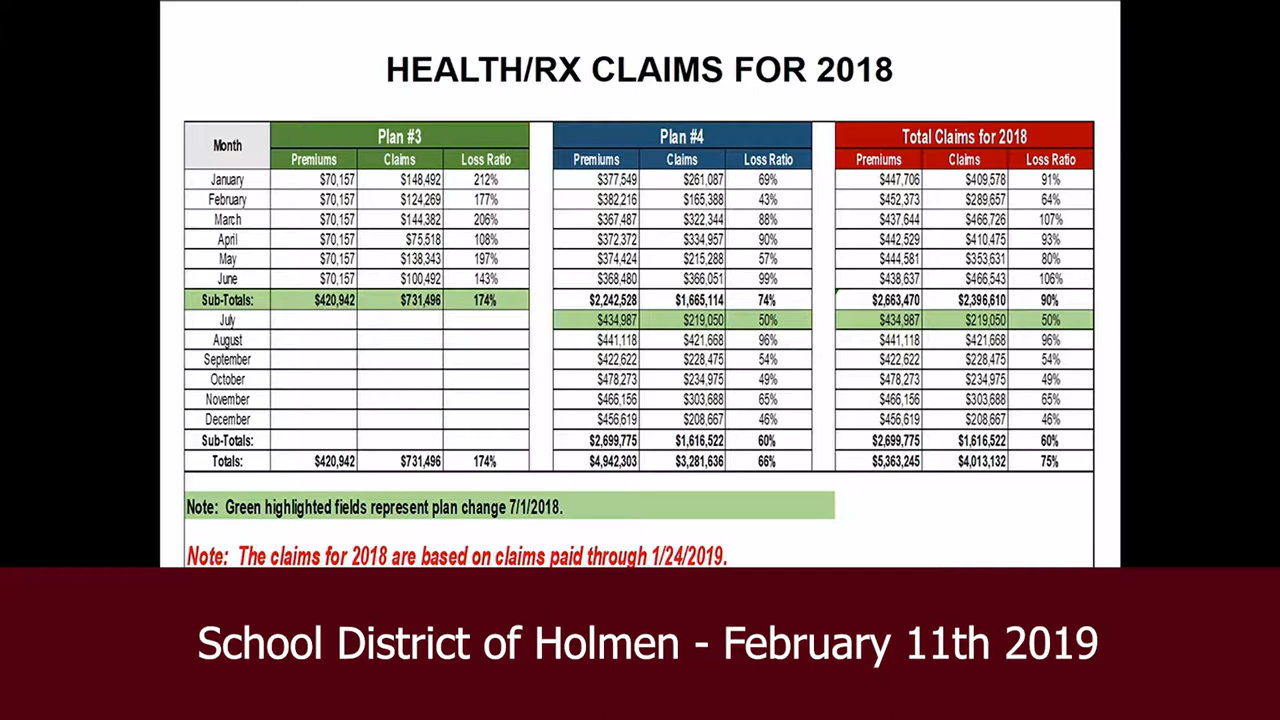 HEALTH/RX CLAIMS FOR 2018
Month Plan #3 Plan #4 Total Claims for 2018
Premiums Claims Loss Ratio Premiums Claims Loss Ratio Premiums Claims Loss Ratio
January $70,157 $148,492 212% $377,549 $261,087 69% $447,706 $409,578 91%
February $70,157 $124,269 177% $382,216 $165,388 43% $452,373 $289,657 64%
March $70,157 $144,382 206% $367,487 $322,344 88% $437,644 $466,726 107%
April $70,157 $75,518 108% $372,372 $334,957 90% $442,529 $410,475 93%
May $70,157 $138,343 197% $374,424 $215,288 57% $444,581 $353,631 80%
June $70,157 $100,492 143% $368,480 $366,051 99% $438,637 $466,543 106%
Sub-Totals: $420,942 $731,496 174% $2,242,528 $1,665,114 74% $2,663,470 $2,396,610 90%
July $434,987 $219,050 50% $434,987 $219,050 50%
August $441,118 $421,668 96% $441,118 $421,668 96%
September $422,622 $228,475 54% $422,622 $228,475 54%
October $478,273 $234,975 49% $478,273 $234,975 49%
November $466,156 $303,688 65% $466,156 $303,688 65%
December $456,619 $208,667 46% $456,619 $208,667 46%
Sub-Totals: $2,699,775 $1,616,522 60% $2,699,775 $1,616,522 60%
Totals: $420,942 $731,496 174% $4,942,303 $3,281,636 66% $5,363,245 $4,013,132 75%
Note: Green highlighted fields represent plan change 7/1/2018.
Note: The claims for 2018 are based on claims paid through 1/24/2019.
School District of Holmen - February 11th 2019